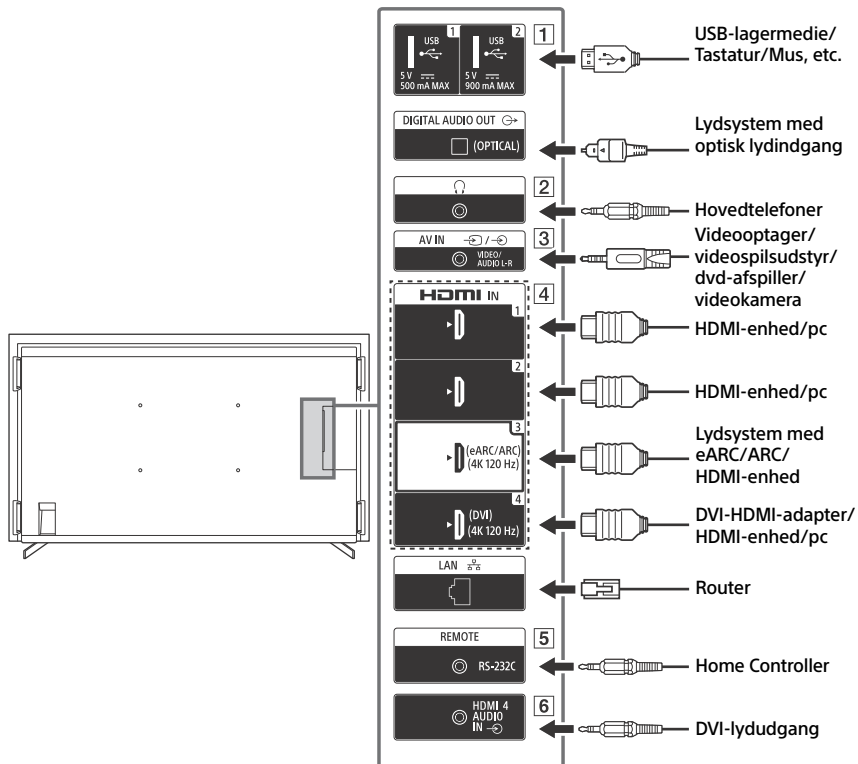 1
USB
5 V
500 mA MAX
2
USB
5 V
900 mA MAX
1
USB-lagermedie/
Tastatur/Mus, etc.
DIGITAL AUDIO OUT
(OPTICAL)
Lydsystem med
optisk lydindgang
2
Hovedtelefoner
AV IN
/
VIDEO/
AUDIO L-R
3
Videooptager/
videospilsudstyr/
dvd-afspiller/
videokamera
HDMI IN
4
1
HDMI-enhed/pc
2
HDMI-enhed/pc
3
(eARC/ARC)
(4K 120 Hz)
Lydsystem med
eARC/ARC/
HDMI-enhed
4
(DVI)
(4K 120 Hz)
DVI-HDMI-adapter/
HDMI-enhed/pc
LAN
Router
REMOTE
RS-232C
5
Home Controller
HDMI 4
AUDIO
IN
6
DVI-lydudgang